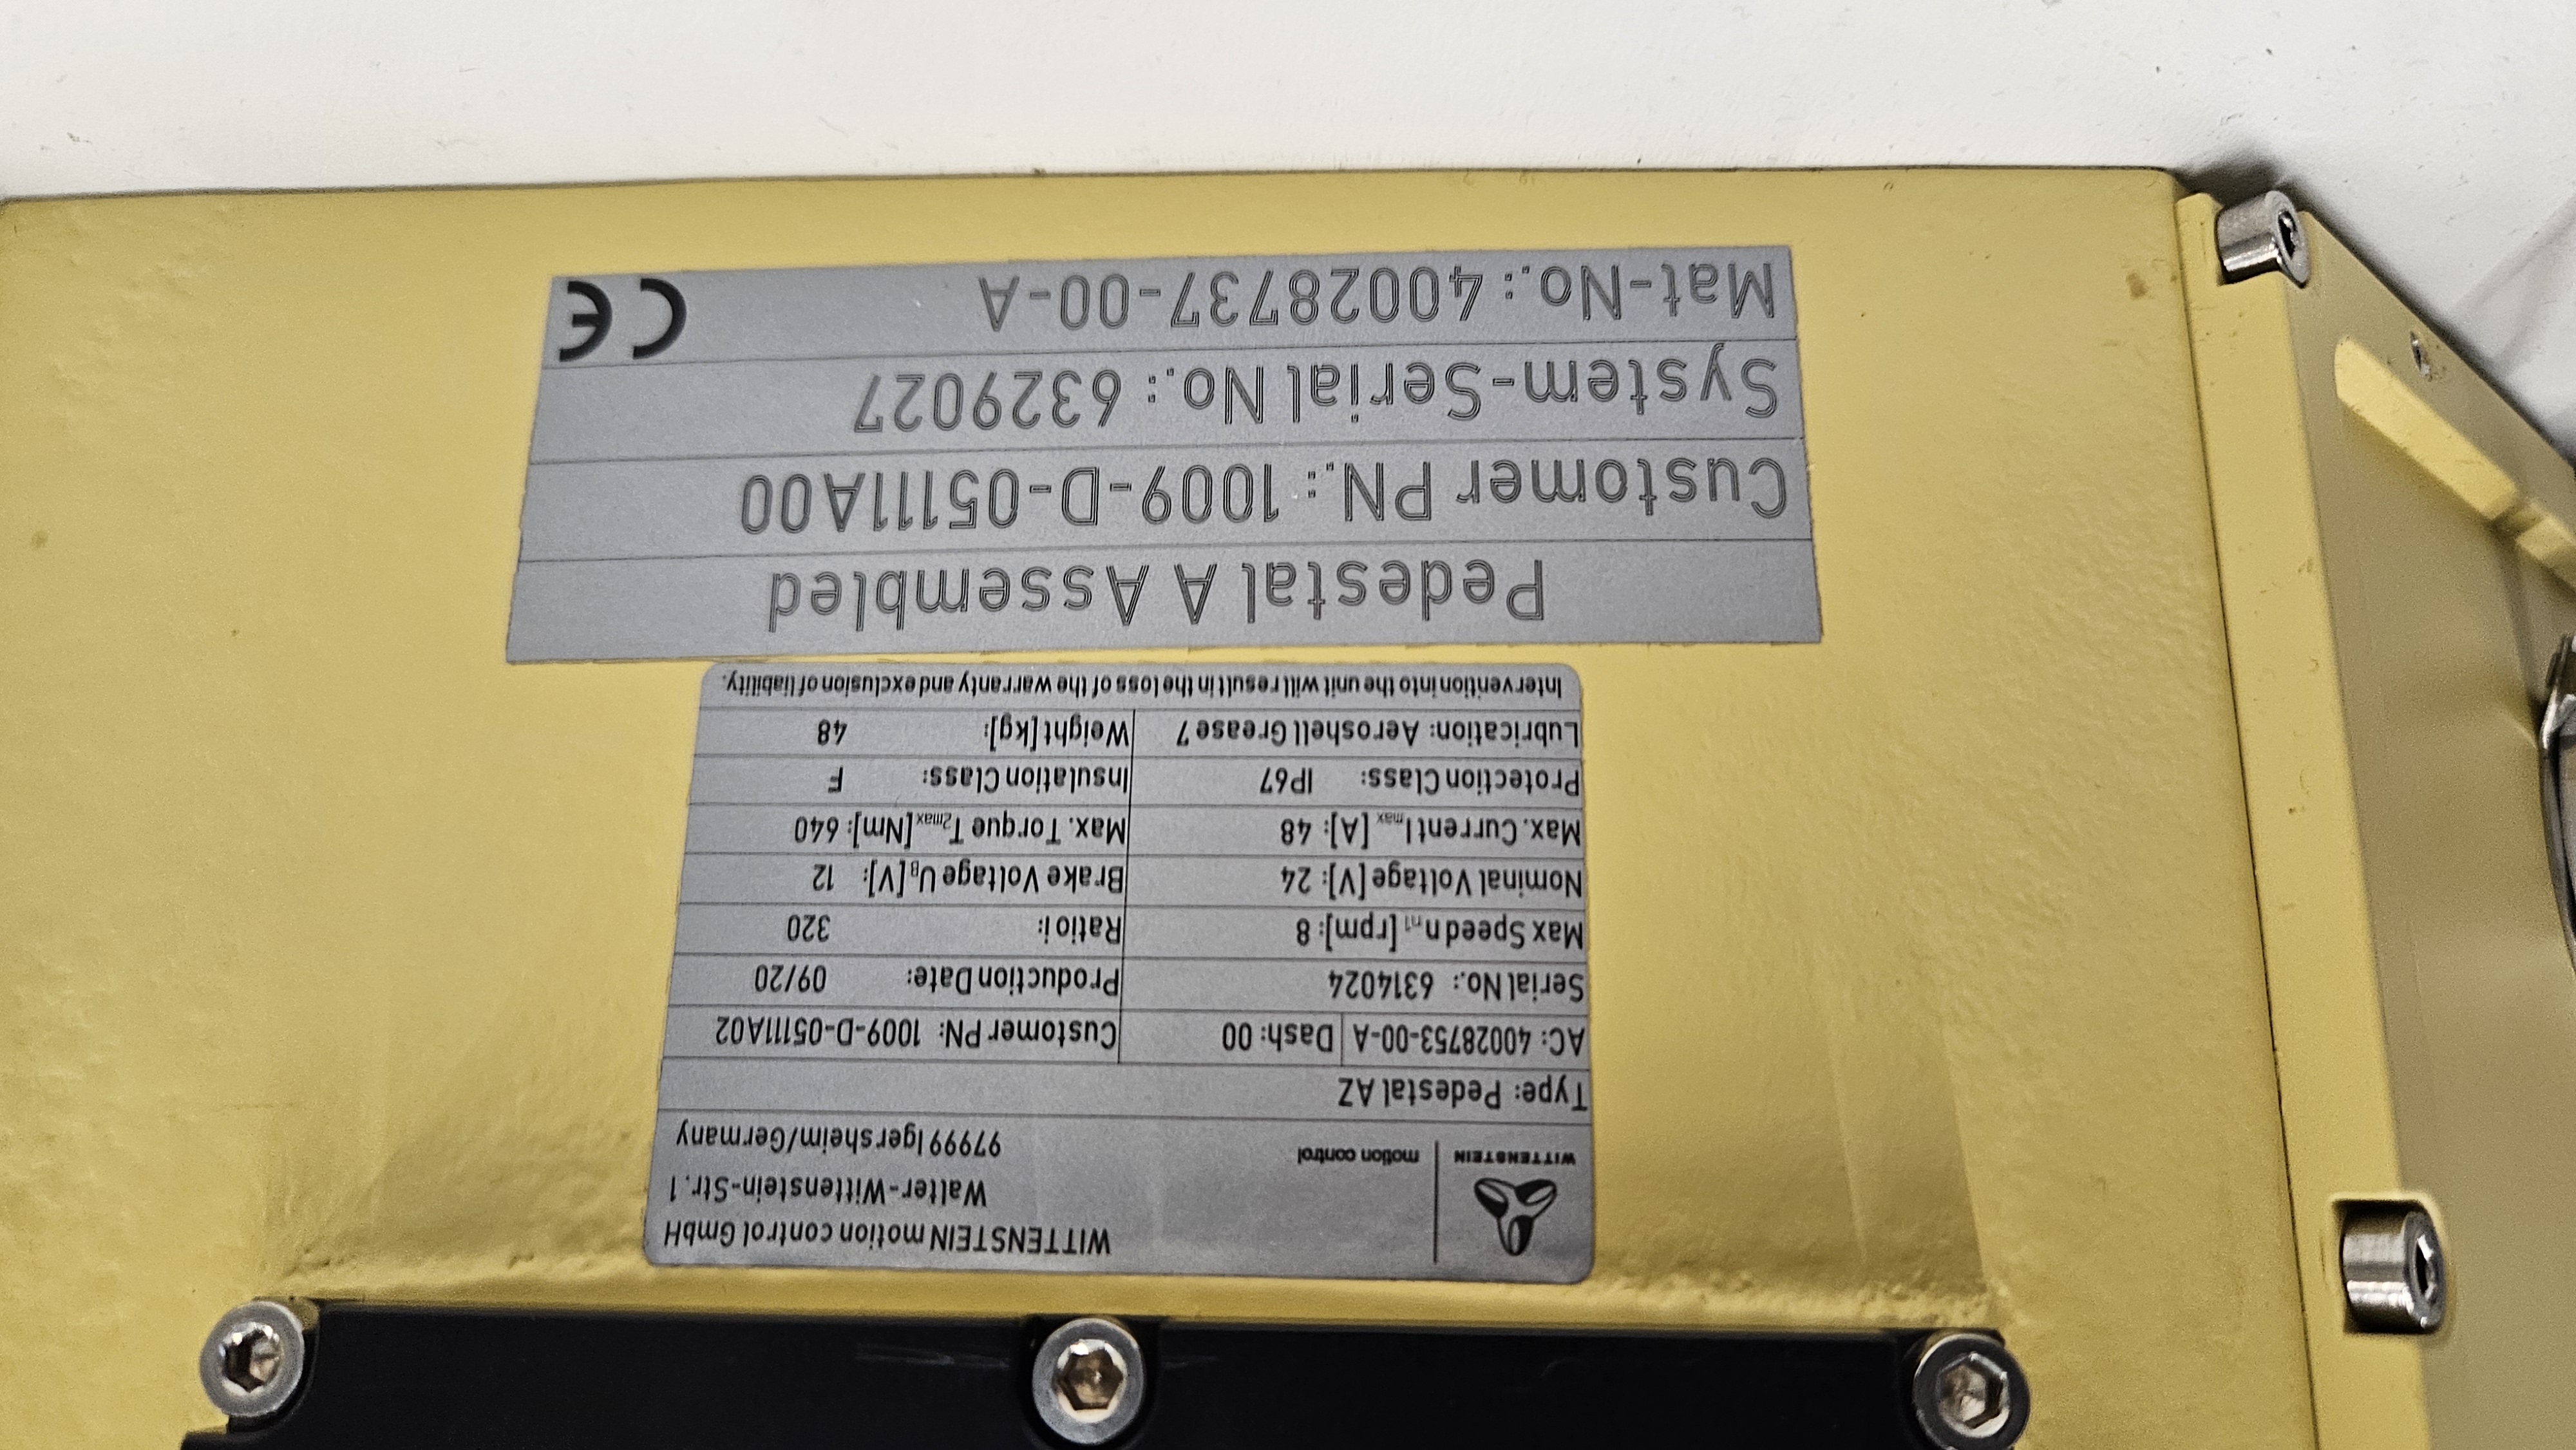 WITTENSTEIN motion control
WITTENSTEIN motion control GmbH
Walter-Wittenstein-Str. 1
97999 Igersheim/Germany
Type: Pedestal AZ
AC: 40028753-00-A Dash: 00 Customer PN: 1009-D-05111A02
Serial No.: 6314024 Production Date: 09/20
Max Speed nn1 [rpm]: 8 Ratio i: 320
Nominal Voltage [V]: 24 Brake Voltage UB [V]: 12
Max. Current Imax [A]: 48 Max. Torque T2max [Nm]: 640
Protection Class: IP67 Insulation Class: F
Lubrication: Aeroshell Grease 7 Weight [kg]: 48
Intervention into the unit will result in the loss of the warranty and exclusion of liability.
Pedestal A Assembled
Customer PN.: 1009-D-05111A00
System-Serial No.: 6329027
Mat-No.: 40028737-00-A CE